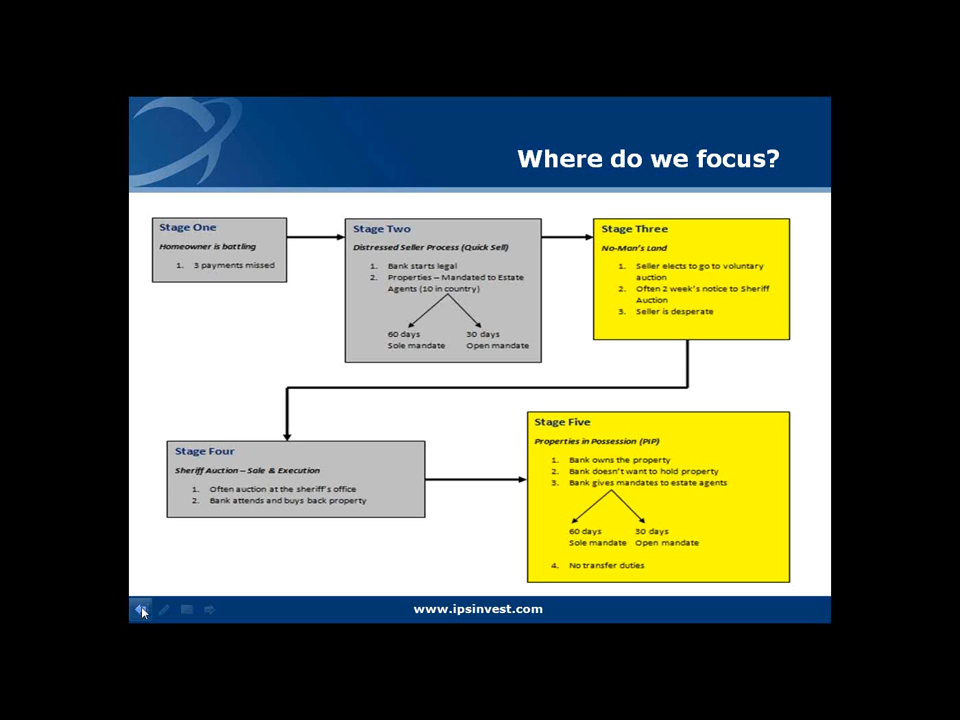 Where do we focus?
Stage One
Homeowner is battling
1. 3 payments missed
Stage Two
Distressed Seller Process (Quick Sell)
1. Bank starts legal
2. Properties – Mandated to Estate
Agents (10 in country)
60 days
Sole mandate
30 days
Open mandate
Stage Three
No-Man's Land
1. Seller elects to go to voluntary
auction
2. Often 2 week's notice to Sheriff
Auction
3. Seller is desperate
Stage Four
Sheriff Auction – Sale & Execution
1. Often auction at the sheriff's office
2. Bank attends and buys back property
Stage Five
Properties in Possession (PIP)
1. Bank owns the property
2. Bank doesn't want to hold property
3. Bank gives mandates to estate agents
60 days
Sole mandate
30 days
Open mandate
4. No transfer duties
www.ipsinvest.com